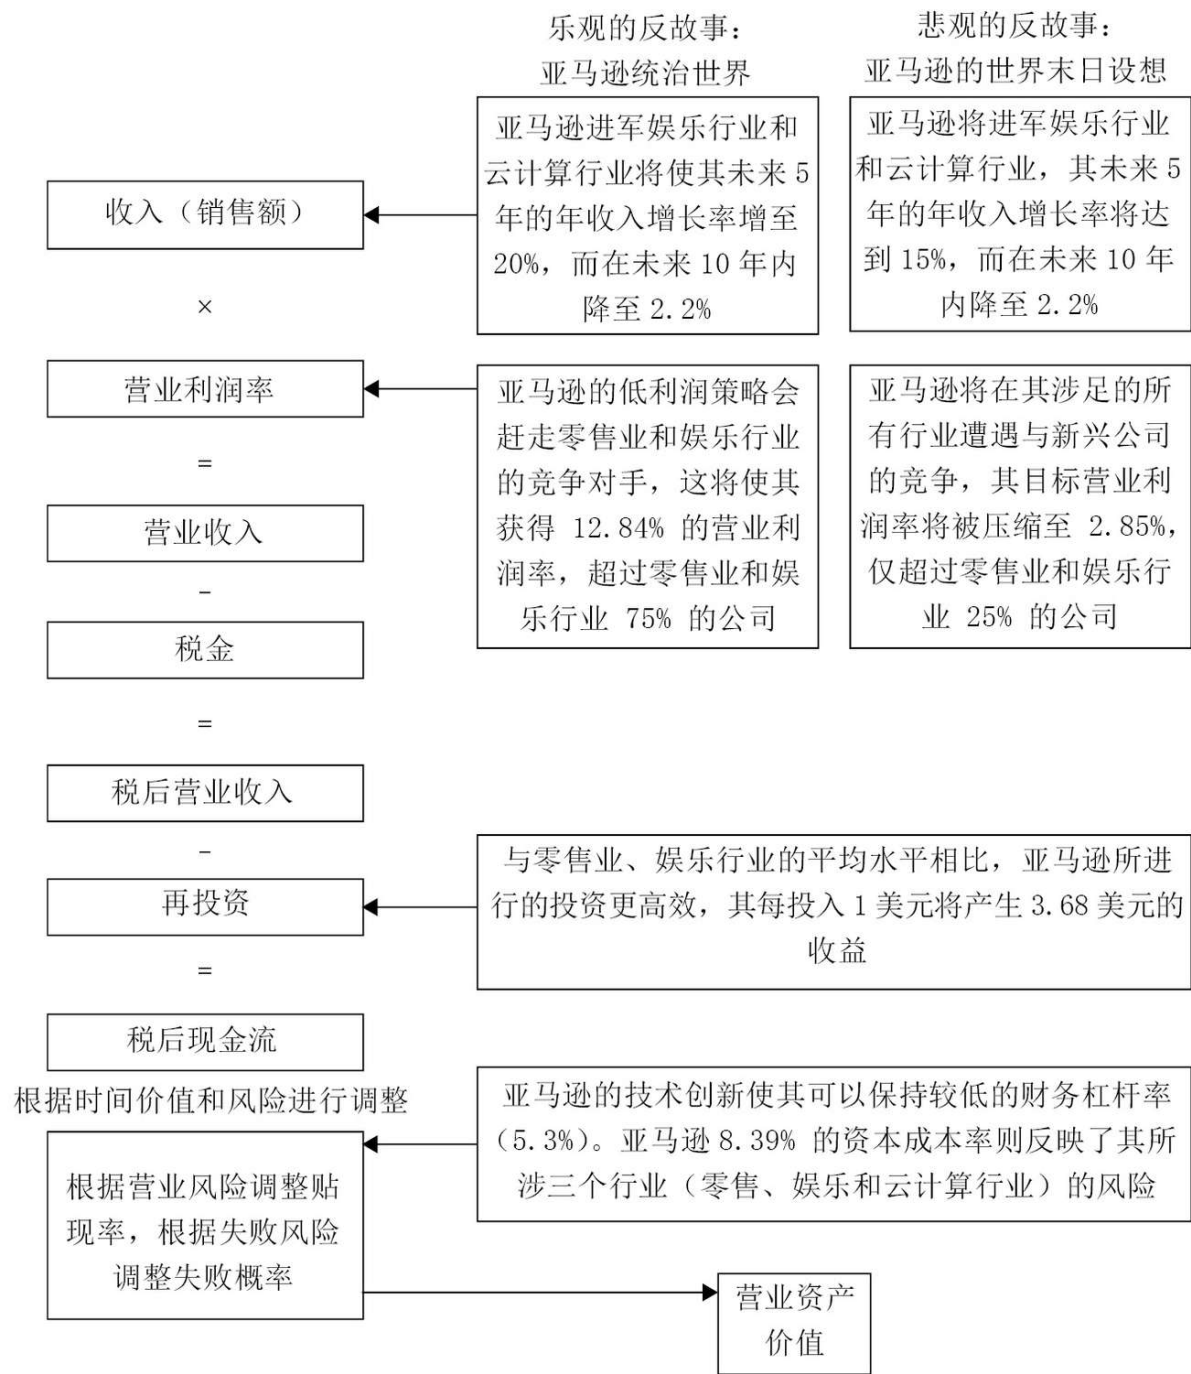 乐观的反故事：
亚马逊统治世界
悲观的反故事：
亚马逊的世界末日设想
亚马逊进军娱乐行业和
云计算行业将使其未来 5
年的年收入增长率增至
20%，而在未来 10 年内
降至 2.2%
亚马逊将进军娱乐行业
和云计算行业，其未来 5
年的年收入增长率将达
到 15%，而在未来 10 年
内降至 2.2%
收入（销售额）
×
营业利润率
亚马逊的低利润策略会
赶走零售业和娱乐行业
的竞争对手，这将使其
获得 12.84% 的营业利
润率，超过零售业和娱
乐行业 75% 的公司
亚马逊将在其涉足的所
有行业遭遇与新兴公司
的竞争，其目标营业利
润率将被压缩至 2.85%，
仅超过零售业和娱乐行
业 25% 的公司
=
营业收入
-
税金
=
税后营业收入
-
再投资
与零售业、娱乐行业的平均水平相比，亚马逊所进
行的投资更高效，其每投入 1 美元将产生 3.68 美元的
收益
=
税后现金流
根据时间价值和风险进行调整
亚马逊的技术创新使其可以保持较低的财务杠杆率
（5.3%）。亚马逊 8.39% 的资本成本率则反映了其所
涉三个行业（零售、娱乐和云计算行业）的风险
根据营业风险调整贴
现率，根据失败风险
调整失败概率
营业资产
价值